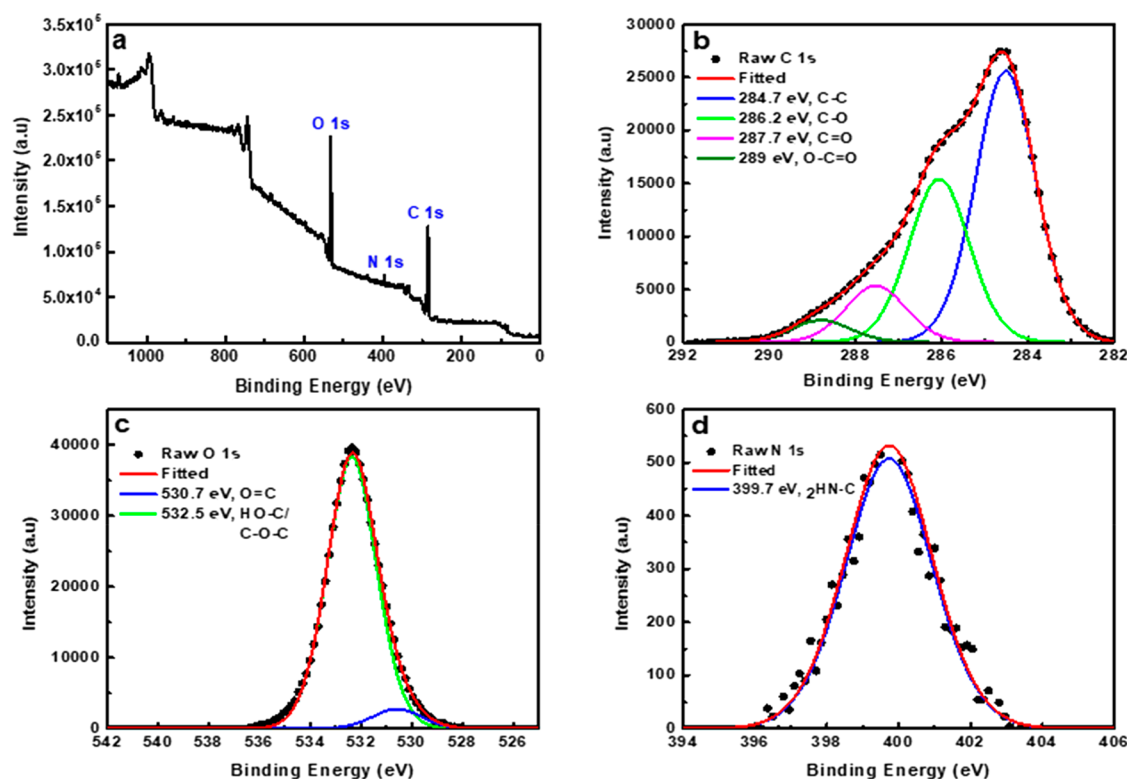 a
3.5x10⁵
3.0x10⁵
2.5x10⁵
2.0x10⁵
1.5x10⁵
1.0x10⁵
5.0x10⁴
0.0
O 1s
N 1s
C 1s
1000 800 600 400 200 0
Binding Energy (eV)
Intensity (a.u)
b
Raw C 1s
Fitted
284.7 eV, C-C
286.2 eV, C-O
287.7 eV, C=O
289 eV, O-C=O
30000
25000
20000
15000
10000
5000
0
292 290 288 286 284 282
Binding Energy (eV)
Intensity (a.u)
c
Raw O 1s
Fitted
530.7 eV, O=C
532.5 eV, HO-C/
C-O-C
40000
30000
20000
10000
0
542 540 538 536 534 532 530 528 526
Binding Energy (eV)
Intensity (a.u)
d
Raw N 1s
Fitted
399.7 eV, ₂HN-C
600
500
400
300
200
100
0
394 396 398 400 402 404 406
Binding Energy (eV)
Intensity (a.u)